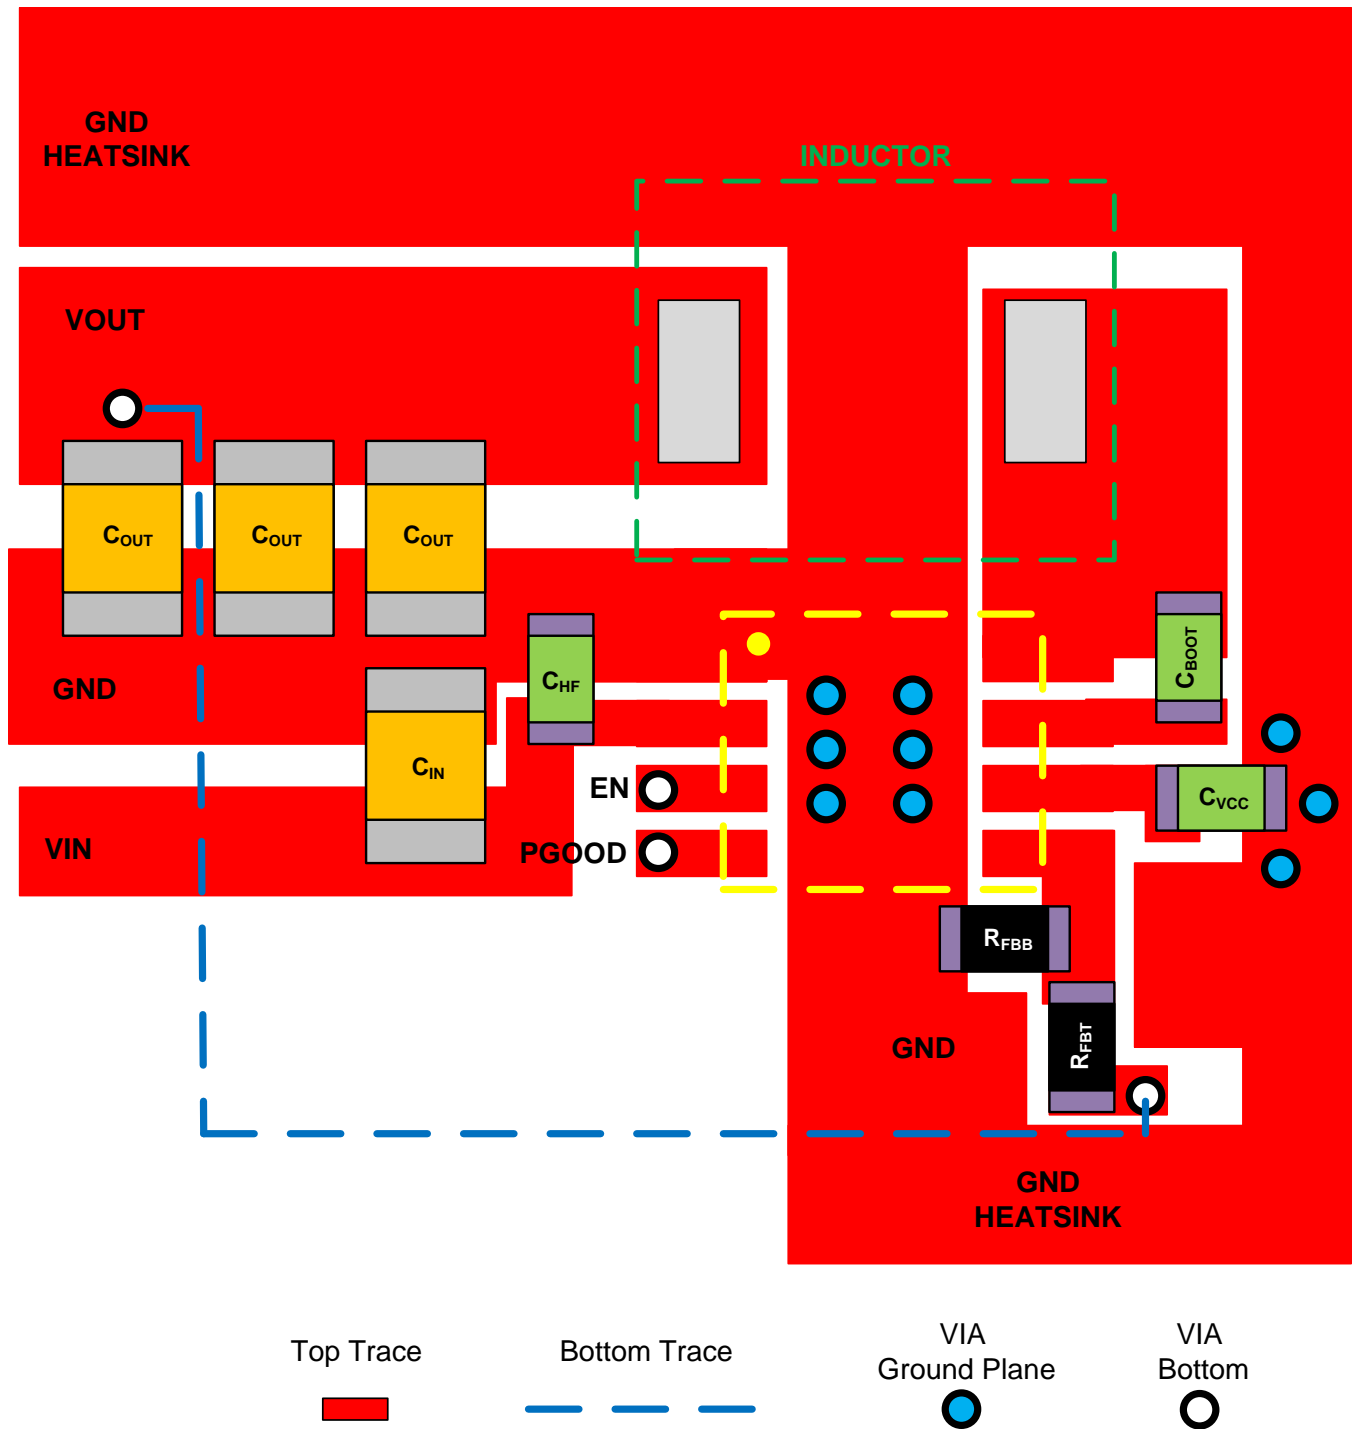 GND
HEATSINK
INDUCTOR
VOUT
COUT
COUT
COUT
GND
CHF
CBOOT
CIN
EN
CVCC
VIN
PGOOD
RFBB
GND
RFBT
GND
HEATSINK
Top Trace
Bottom Trace
VIA
Ground Plane
VIA
Bottom